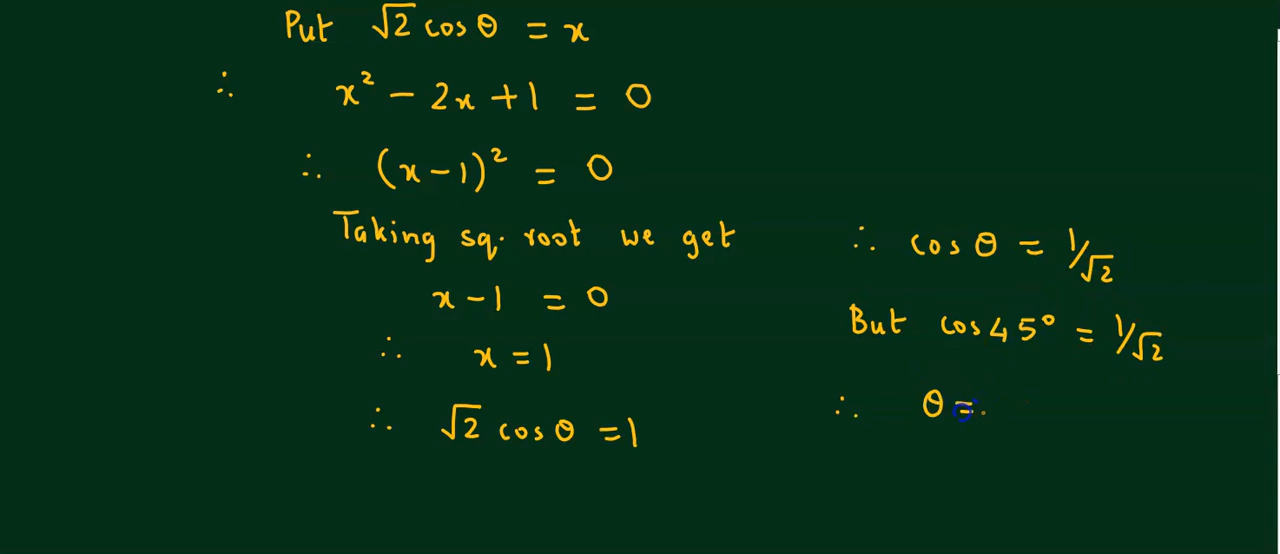 Put √2 cos θ = x
∴ x² - 2x + 1 = 0
∴ (x-1)² = 0
Taking sq. root we get
x - 1 = 0
∴ x = 1
∴ √2 cos θ = 1
∴ cos θ = 1/√2
But cos 45° = 1/√2
∴ θ =